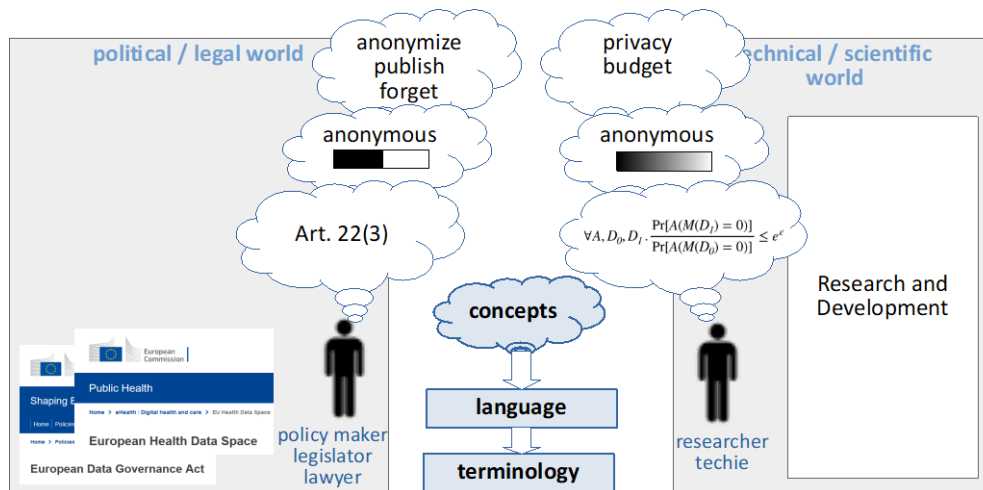 political / legal world
anonymize
publish
forget
anonymous
Art. 22(3)
privacy
budget
echnical / scientific
world
anonymous
∀A, D₀, D₁ . Pr[A(M(D₁) = 0)] / Pr[A(M(D₀) = 0)] ≤ e^ε
Research and
Development
concepts
language
terminology
European
Commission
Public Health
Home > eHealth : Digital health and care > EU Health Data Space
European Health Data Space
Shaping E
Home Policies
Home > Policies
European Data Governance Act
policy maker
legislator
lawyer
researcher
techie